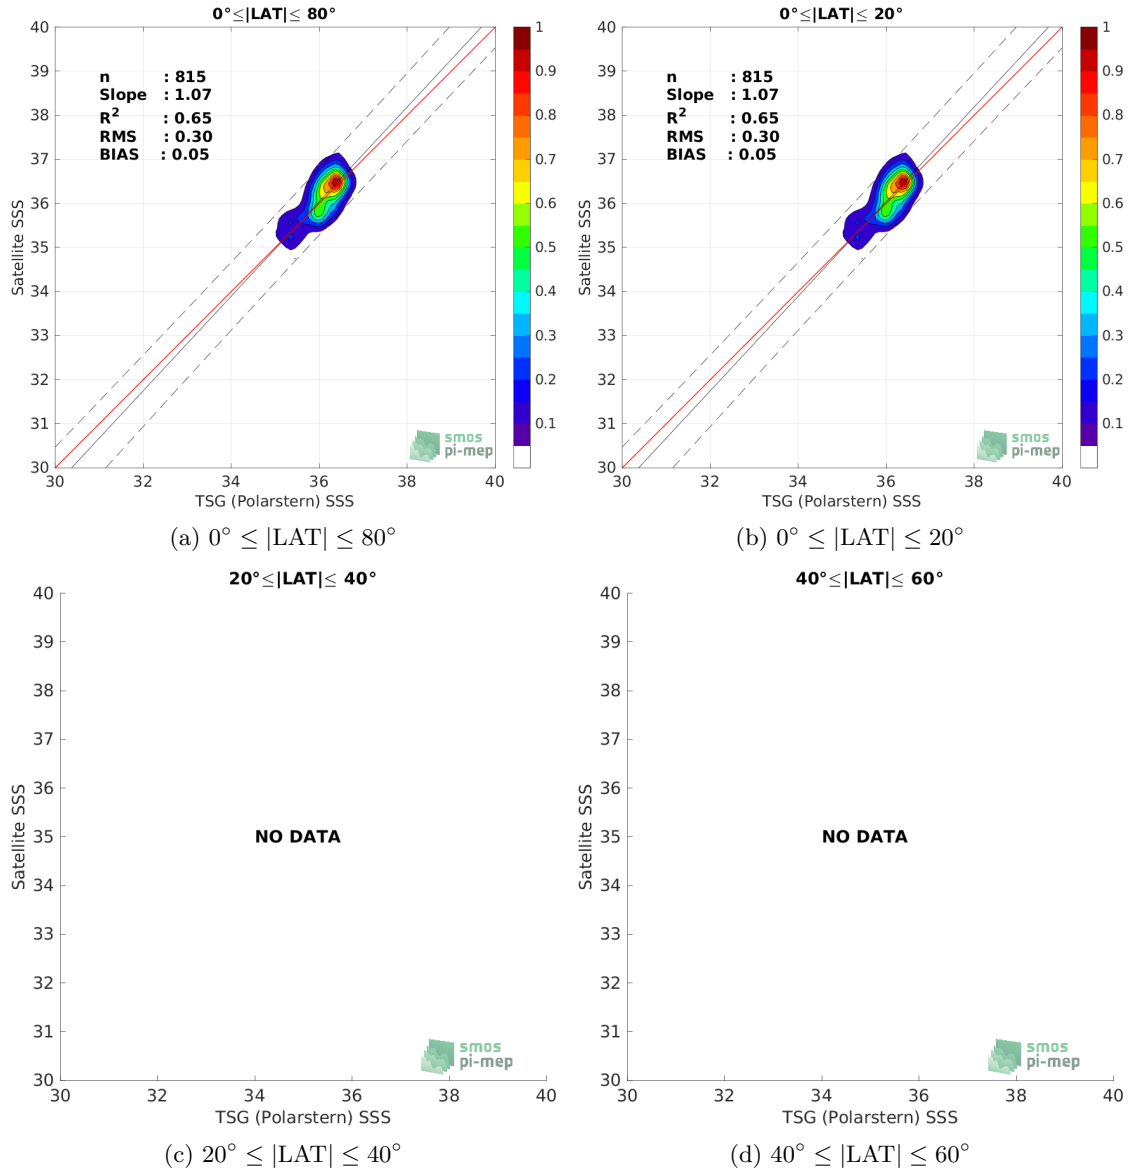 0°≤|LAT|≤ 80°
40
39
38
37
36
35
34
33
32
31
30
Satellite SSS
n : 815
Slope : 1.07
R² : 0.65
RMS : 0.30
BIAS : 0.05
smos
pi-mep
30 32 34 36 38 40
TSG (Polarstern) SSS
1
0.9
0.8
0.7
0.6
0.5
0.4
0.3
0.2
0.1
(a) 0° ≤ |LAT| ≤ 80°
0°≤|LAT|≤ 20°
40
39
38
37
36
35
34
33
32
31
30
Satellite SSS
n : 815
Slope : 1.07
R² : 0.65
RMS : 0.30
BIAS : 0.05
smos
pi-mep
30 32 34 36 38 40
TSG (Polarstern) SSS
1
0.9
0.8
0.7
0.6
0.5
0.4
0.3
0.2
0.1
(b) 0° ≤ |LAT| ≤ 20°
20°≤|LAT|≤ 40°
40
39
38
37
36
35
34
33
32
31
30
Satellite SSS
NO DATA
smos
pi-mep
30 32 34 36 38 40
TSG (Polarstern) SSS
(c) 20° ≤ |LAT| ≤ 40°
40°≤|LAT|≤ 60°
40
39
38
37
36
35
34
33
32
31
30
Satellite SSS
NO DATA
smos
pi-mep
30 32 34 36 38 40
TSG (Polarstern) SSS
(d) 40° ≤ |LAT| ≤ 60°